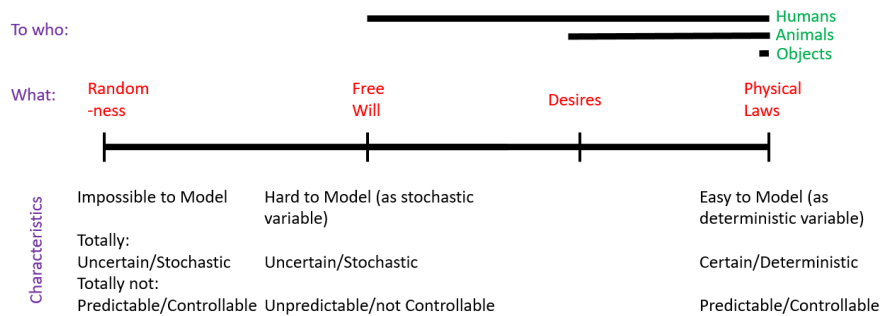 To who:
Humans
Animals
Objects
What:
Random
-ness
Free
Will
Desires
Physical
Laws
Characteristics
Impossible to Model
Totally:
Uncertain/Stochastic
Totally not:
Predictable/Controllable
Hard to Model (as stochastic
variable)
Uncertain/Stochastic
Unpredictable/not Controllable
Easy to Model (as
deterministic variable)
Certain/Deterministic
Predictable/Controllable